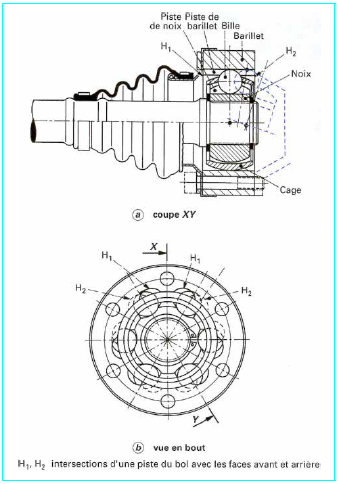 Piste Piste de
de noix barillet Bille
Barillet
H₁
H₂
Noix
Cage
a coupe XY
X
H₁
H₁
H₂
H₂
Y
b vue en bout
H₁, H₂ intersections d'une piste du bol avec les faces avant et arrière